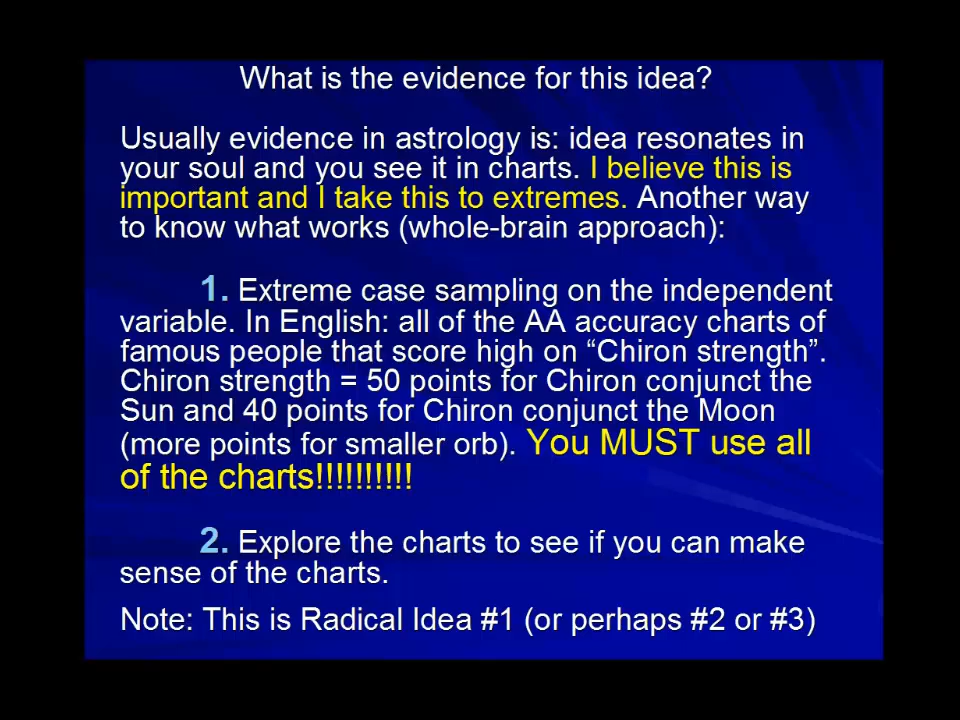 What is the evidence for this idea?
Usually evidence in astrology is: idea resonates in
your soul and you see it in charts. I believe this is
important and I take this to extremes. Another way
to know what works (whole-brain approach):
1. Extreme case sampling on the independent
variable. In English: all of the AA accuracy charts of
famous people that score high on “Chiron strength”.
Chiron strength = 50 points for Chiron conjunct the
Sun and 40 points for Chiron conjunct the Moon
(more points for smaller orb). You MUST use all
of the charts!!!!!!!!!!
2. Explore the charts to see if you can make
sense of the charts.
Note: This is Radical Idea #1 (or perhaps #2 or #3)